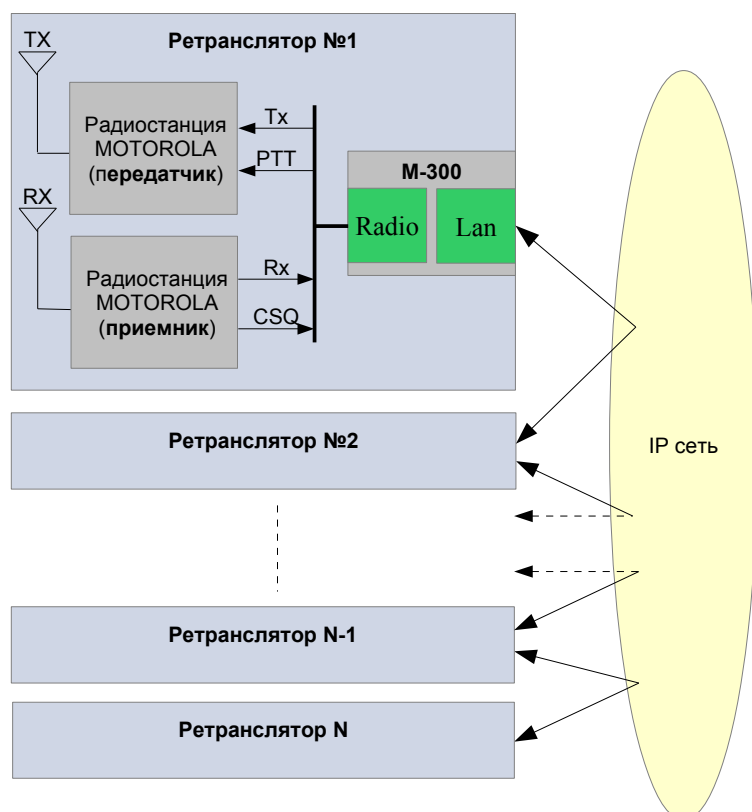 Ретранслятор №1
TX
Радиостанция
MOTOROLA
(передатчик)
Tx
PTT
M-300
Radio
Lan
RX
Радиостанция
MOTOROLA
(приемник)
Rx
CSQ
Ретранслятор №2
IP сеть
Ретранслятор N-1
Ретранслятор N